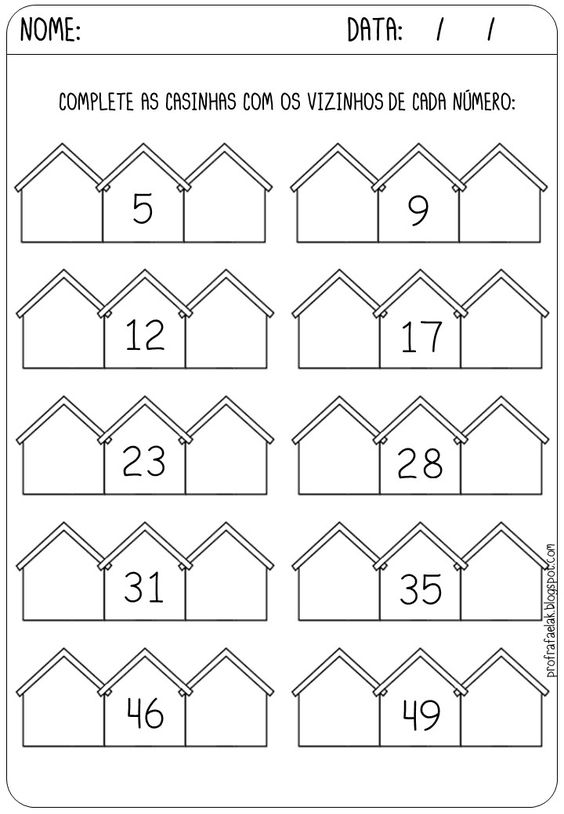 NOME: DATA: / /
COMPLETE AS CASINHAS COM OS VIZINHOS DE CADA NÚMERO:
5 9
12 17
23 28
31 35
46 49
profrafaelak.blogspot.com